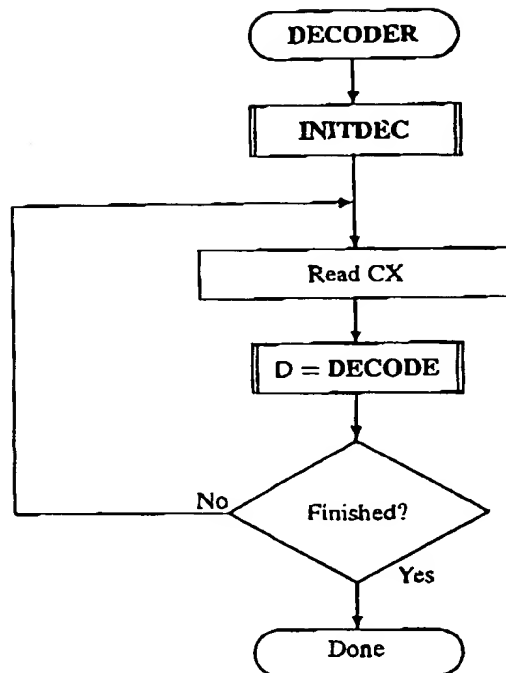 DECODER
INITDEC
Read CX
D = DECODE
No
Finished?
Yes
Done